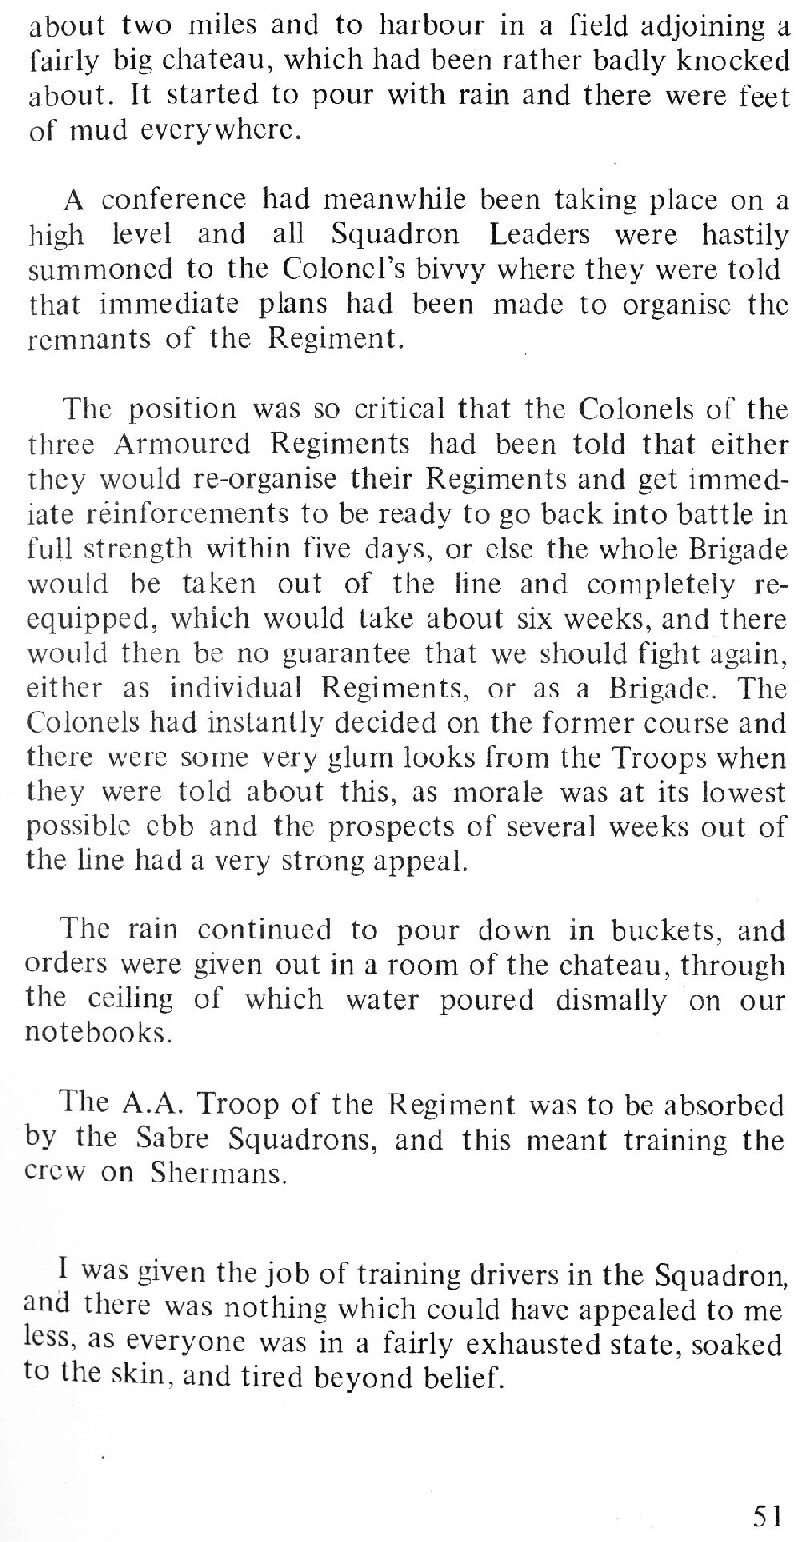 about two miles and to harbour in a field adjoining a
fairly big chateau, which had been rather badly knocked
about. It started to pour with rain and there were feet
of mud everywhere.
A conference had meanwhile been taking place on a
high level and all Squadron Leaders were hastily
summoned to the Colonel's bivvy where they were told
that immediate plans had been made to organise the
remnants of the Regiment.
The position was so critical that the Colonels of the
three Armoured Regiments had been told that either
they would re-organise their Regiments and get immed-
iate reinforcements to be ready to go back into battle in
full strength within five days, or else the whole Brigade
would be taken out of the line and completely re-
equipped, which would take about six weeks, and there
would then be no guarantee that we should fight again,
either as individual Regiments, or as a Brigade. The
Colonels had instantly decided on the former course and
there were some very glum looks from the Troops when
they were told about this, as morale was at its lowest
possible ebb and the prospects of several weeks out of
the line had a very strong appeal.
The rain continued to pour down in buckets, and
orders were given out in a room of the chateau, through
the ceiling of which water poured dismally on our
notebooks.
The A.A. Troop of the Regiment was to be absorbed
by the Sabre Squadrons, and this meant training the
crew on Shermans.
I was given the job of training drivers in the Squadron,
and there was nothing which could have appealed to me
less, as everyone was in a fairly exhausted state, soaked
to the skin, and tired beyond belief.
51